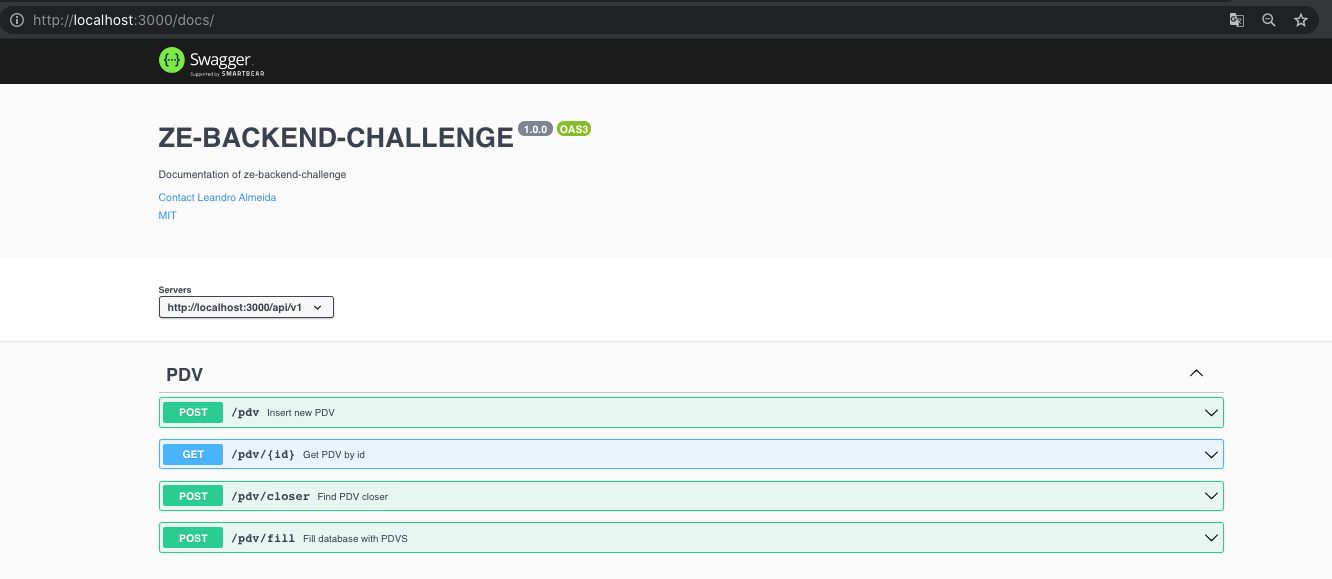 http://localhost:3000/docs/
Swagger.
Supported by SMARTBEAR
ZE-BACKEND-CHALLENGE 1.0.0 OAS3
Documentation of ze-backend-challenge
Contact Leandro Almeida
MIT
Servers
http://localhost:3000/api/v1
PDV
POST /pdv Insert new PDV
GET /pdv/{id} Get PDV by id
POST /pdv/closer Find PDV closer
POST /pdv/fill Fill database with PDVS